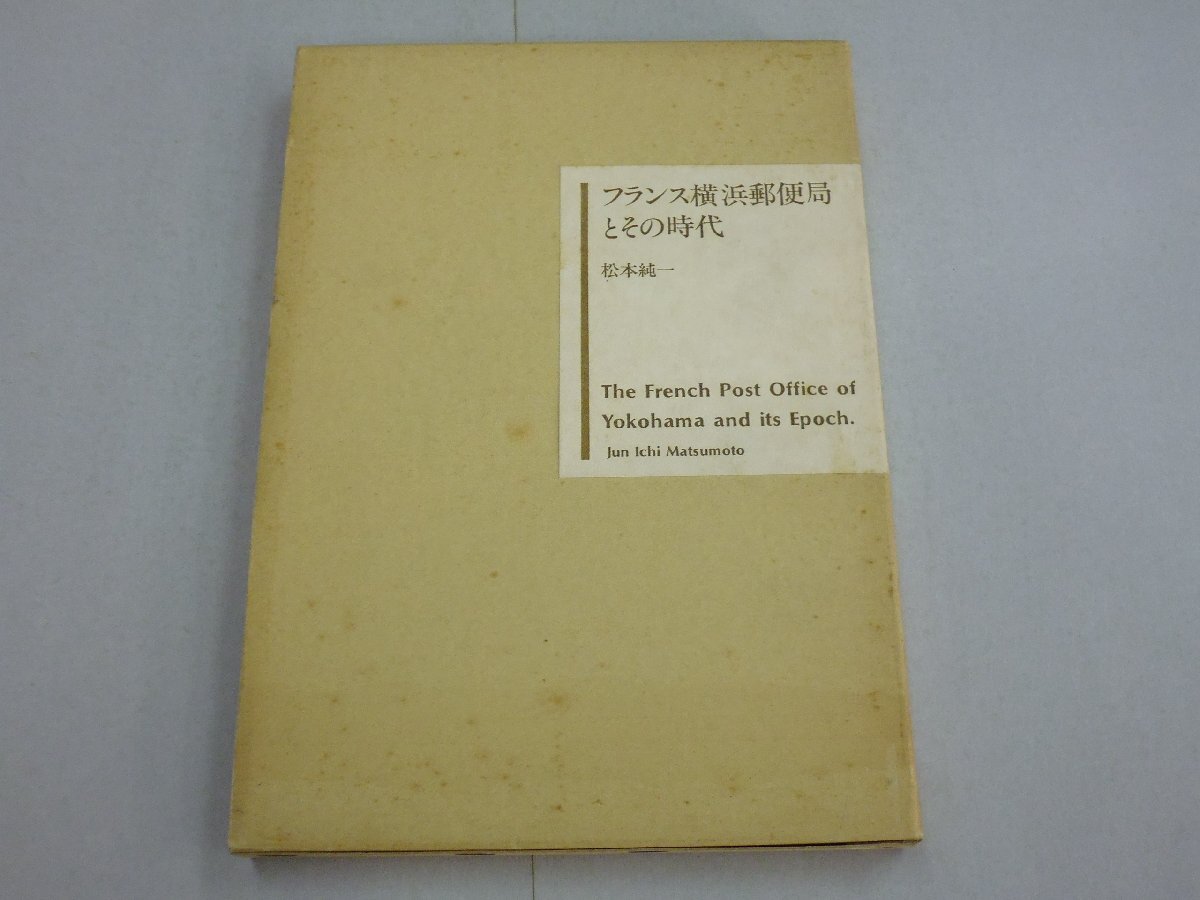 フランス横浜郵便局
とその時代
松本純一
The French Post Office of
Yokohama and its Epoch.
Jun Ichi Matsumoto